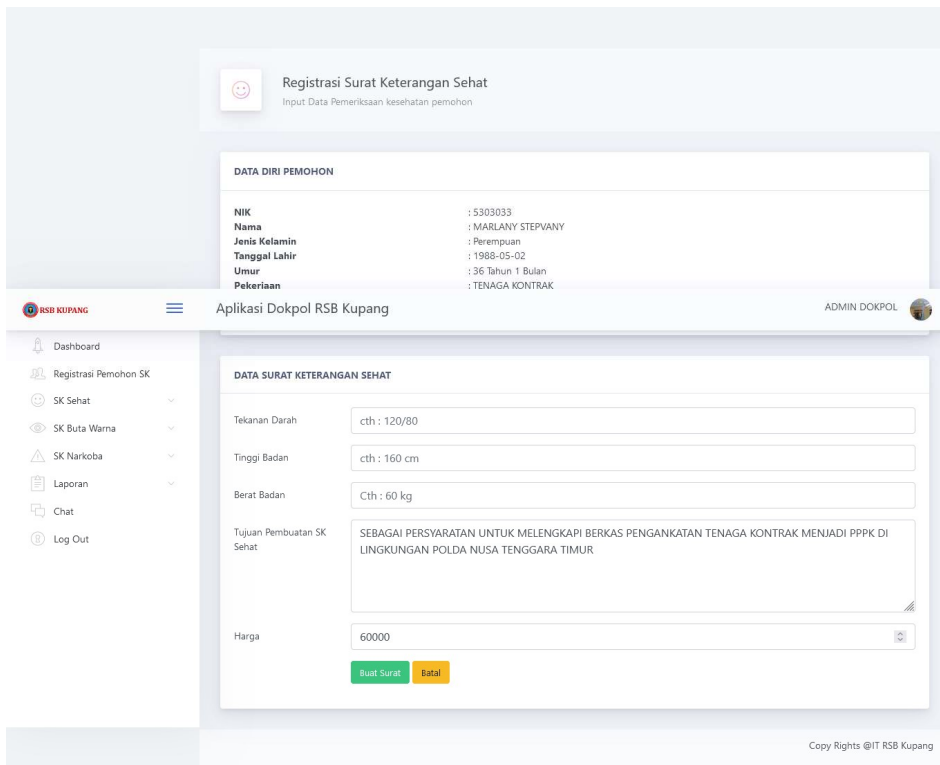 Registrasi Surat Keterangan Sehat
Input Data Pemeriksaan kesehatan pemohon
DATA DIRI PEMOHON
NIK : 5303033
Nama : MARLANY STEPVANY
Jenis Kelamin : Perempuan
Tanggal Lahir : 1988-05-02
Umur : 36 Tahun 1 Bulan
Pekerjaan : TENAGA KONTRAK
RSB KUPANG
Aplikasi Dokpol RSB Kupang
ADMIN DOKPOL
Dashboard
Registrasi Pemohon SK
SK Sehat
SK Buta Warna
SK Narkoba
Laporan
Chat
Log Out
DATA SURAT KETERANGAN SEHAT
Tekanan Darah
cth : 120/80
Tinggi Badan
cth : 160 cm
Berat Badan
Cth : 60 kg
Tujuan Pembuatan SK
Sehat
SEBAGAI PERSYARATAN UNTUK MELENGKAPI BERKAS PENGANKATAN TENAGA KONTRAK MENJADI PPPK DI
LINGKUNGAN POLDA NUSA TENGGARA TIMUR
Harga
60000
Buat Surat
Batal
Copy Rights @IT RSB Kupang